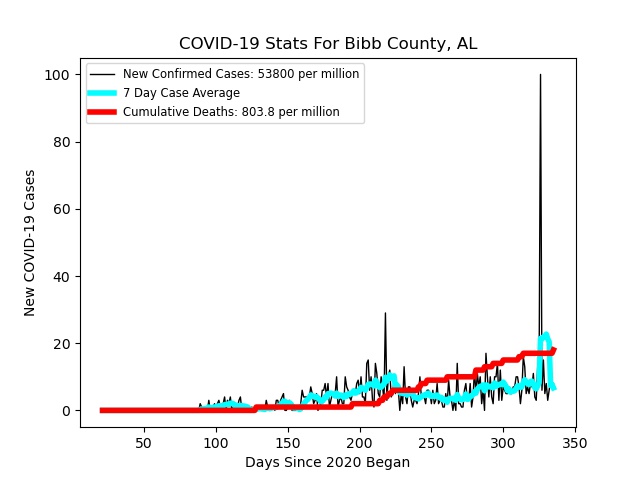 COVID-19 Stats For Bibb County, AL
New Confirmed Cases: 53800 per million
7 Day Case Average
Cumulative Deaths: 803.8 per million
New COVID-19 Cases
100
80
60
40
20
0
50 100 150 200 250 300 350
Days Since 2020 Began